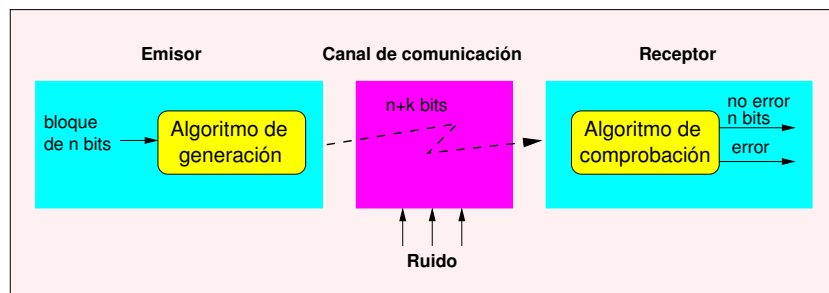 Emisor
Canal de comunicación
Receptor
bloque
de n bits
Algoritmo de
generación
n+k bits
Algoritmo de
comprobación
no error
n bits
error
Ruido